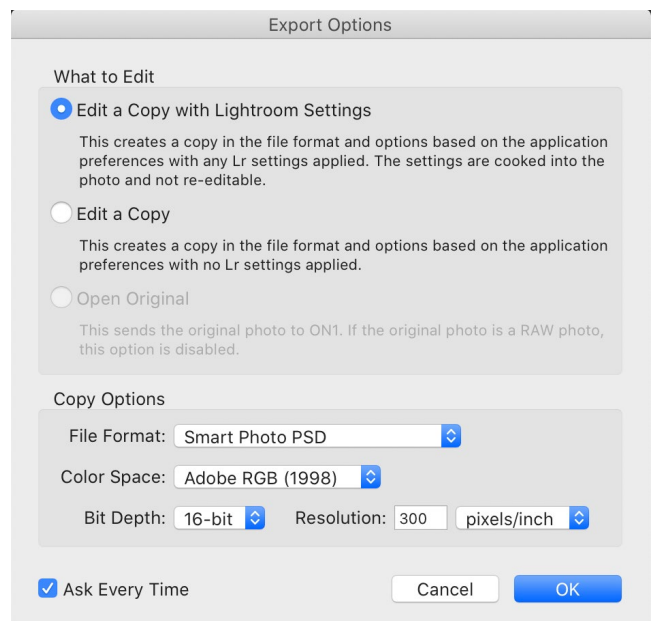 Export Options
What to Edit
Edit a Copy with Lightroom Settings
This creates a copy in the file format and options based on the application
preferences with any Lr settings applied. The settings are cooked into the
photo and not re-editable.
Edit a Copy
This creates a copy in the file format and options based on the application
preferences with no Lr settings applied.
Open Original
This sends the original photo to ON1. If the original photo is a RAW photo,
this option is disabled.
Copy Options
File Format: Smart Photo PSD
Color Space: Adobe RGB (1998)
Bit Depth: 16-bit Resolution: 300 pixels/inch
Ask Every Time Cancel OK